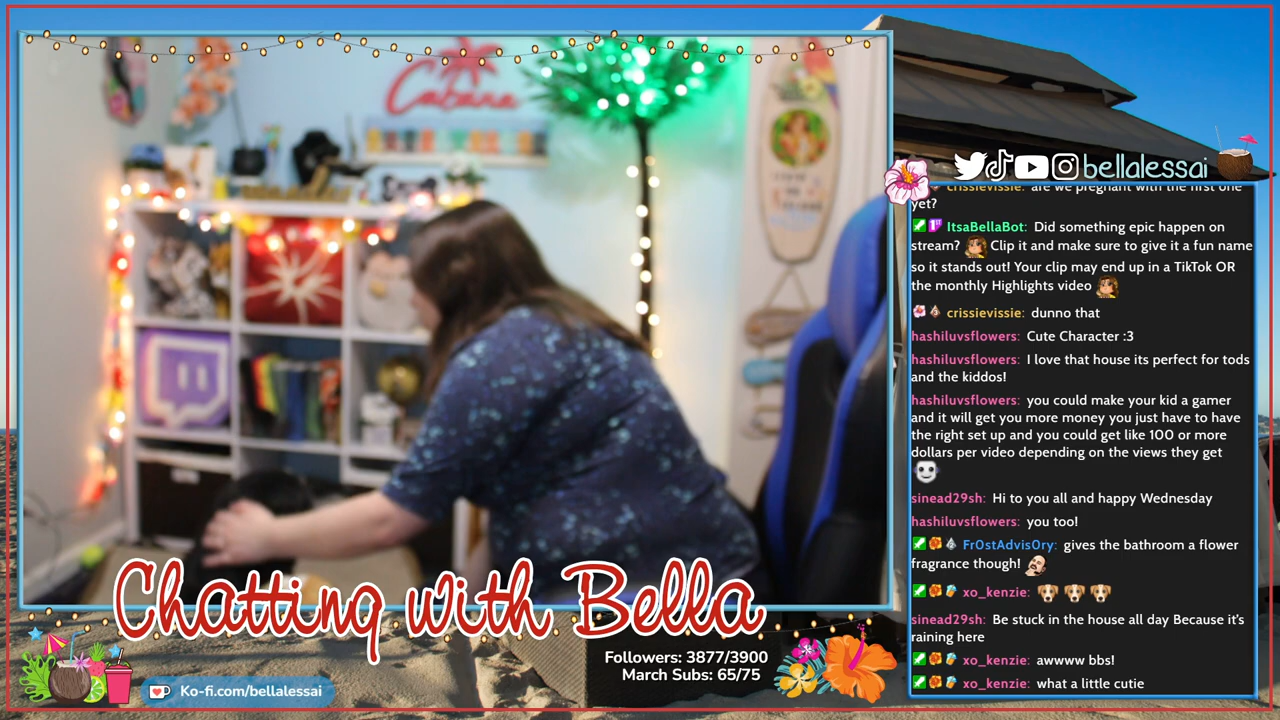 Cabana
bellalessai
crissievissie: are we pregnant with the first one
yet?
ItsaBellaBot: Did something epic happen on
stream? Clip it and make sure to give it a fun name
so it stands out! Your clip may end up in a TikTok OR
the monthly Highlights video
crissievissie: dunno that
hashiluvsflowers: Cute Character :3
hashiluvsflowers: I love that house its perfect for tods
and the kiddos!
hashiluvsflowers: you could make your kid a gamer
and it will get you more money you just have to have
the right set up and you could get like 100 or more
dollars per video depending on the views they get
sinead29sh: Hi to you all and happy Wednesday
hashiluvsflowers: you too!
Fr0stAdvis0ry: gives the bathroom a flower
fragrance though!
xo_kenzie:
sinead29sh: Be stuck in the house all day Because it's
raining here
xo_kenzie: awwww bbs!
xo_kenzie: what a little cutie
Chatting with Bella
Followers: 3877/3900
March Subs: 65/75
Ko-fi.com/bellalessai